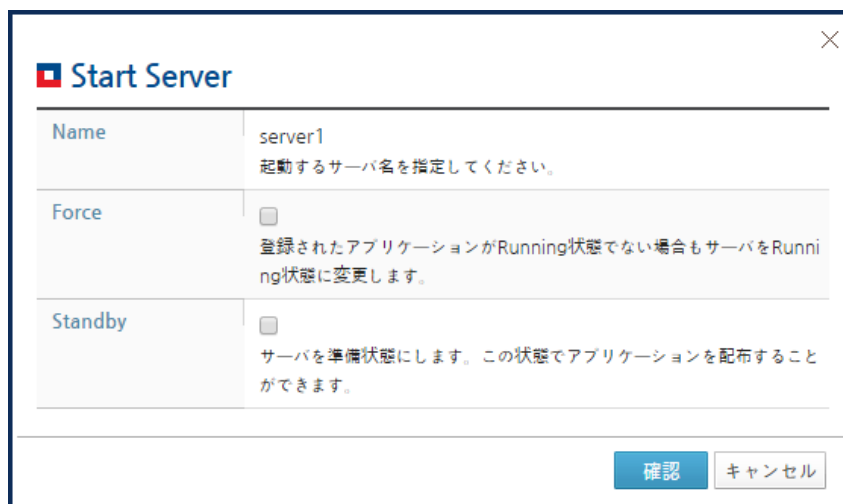 Start Server
Name
server1
起動するサーバ名を指定してください。
Force
登録されたアプリケーションがRunning状態でない場合もサーバをRunni
ng状態に変更します。
Standby
サーバを準備状態にします。この状態でアプリケーションを配布すること
ができます。
確認
キャンセル